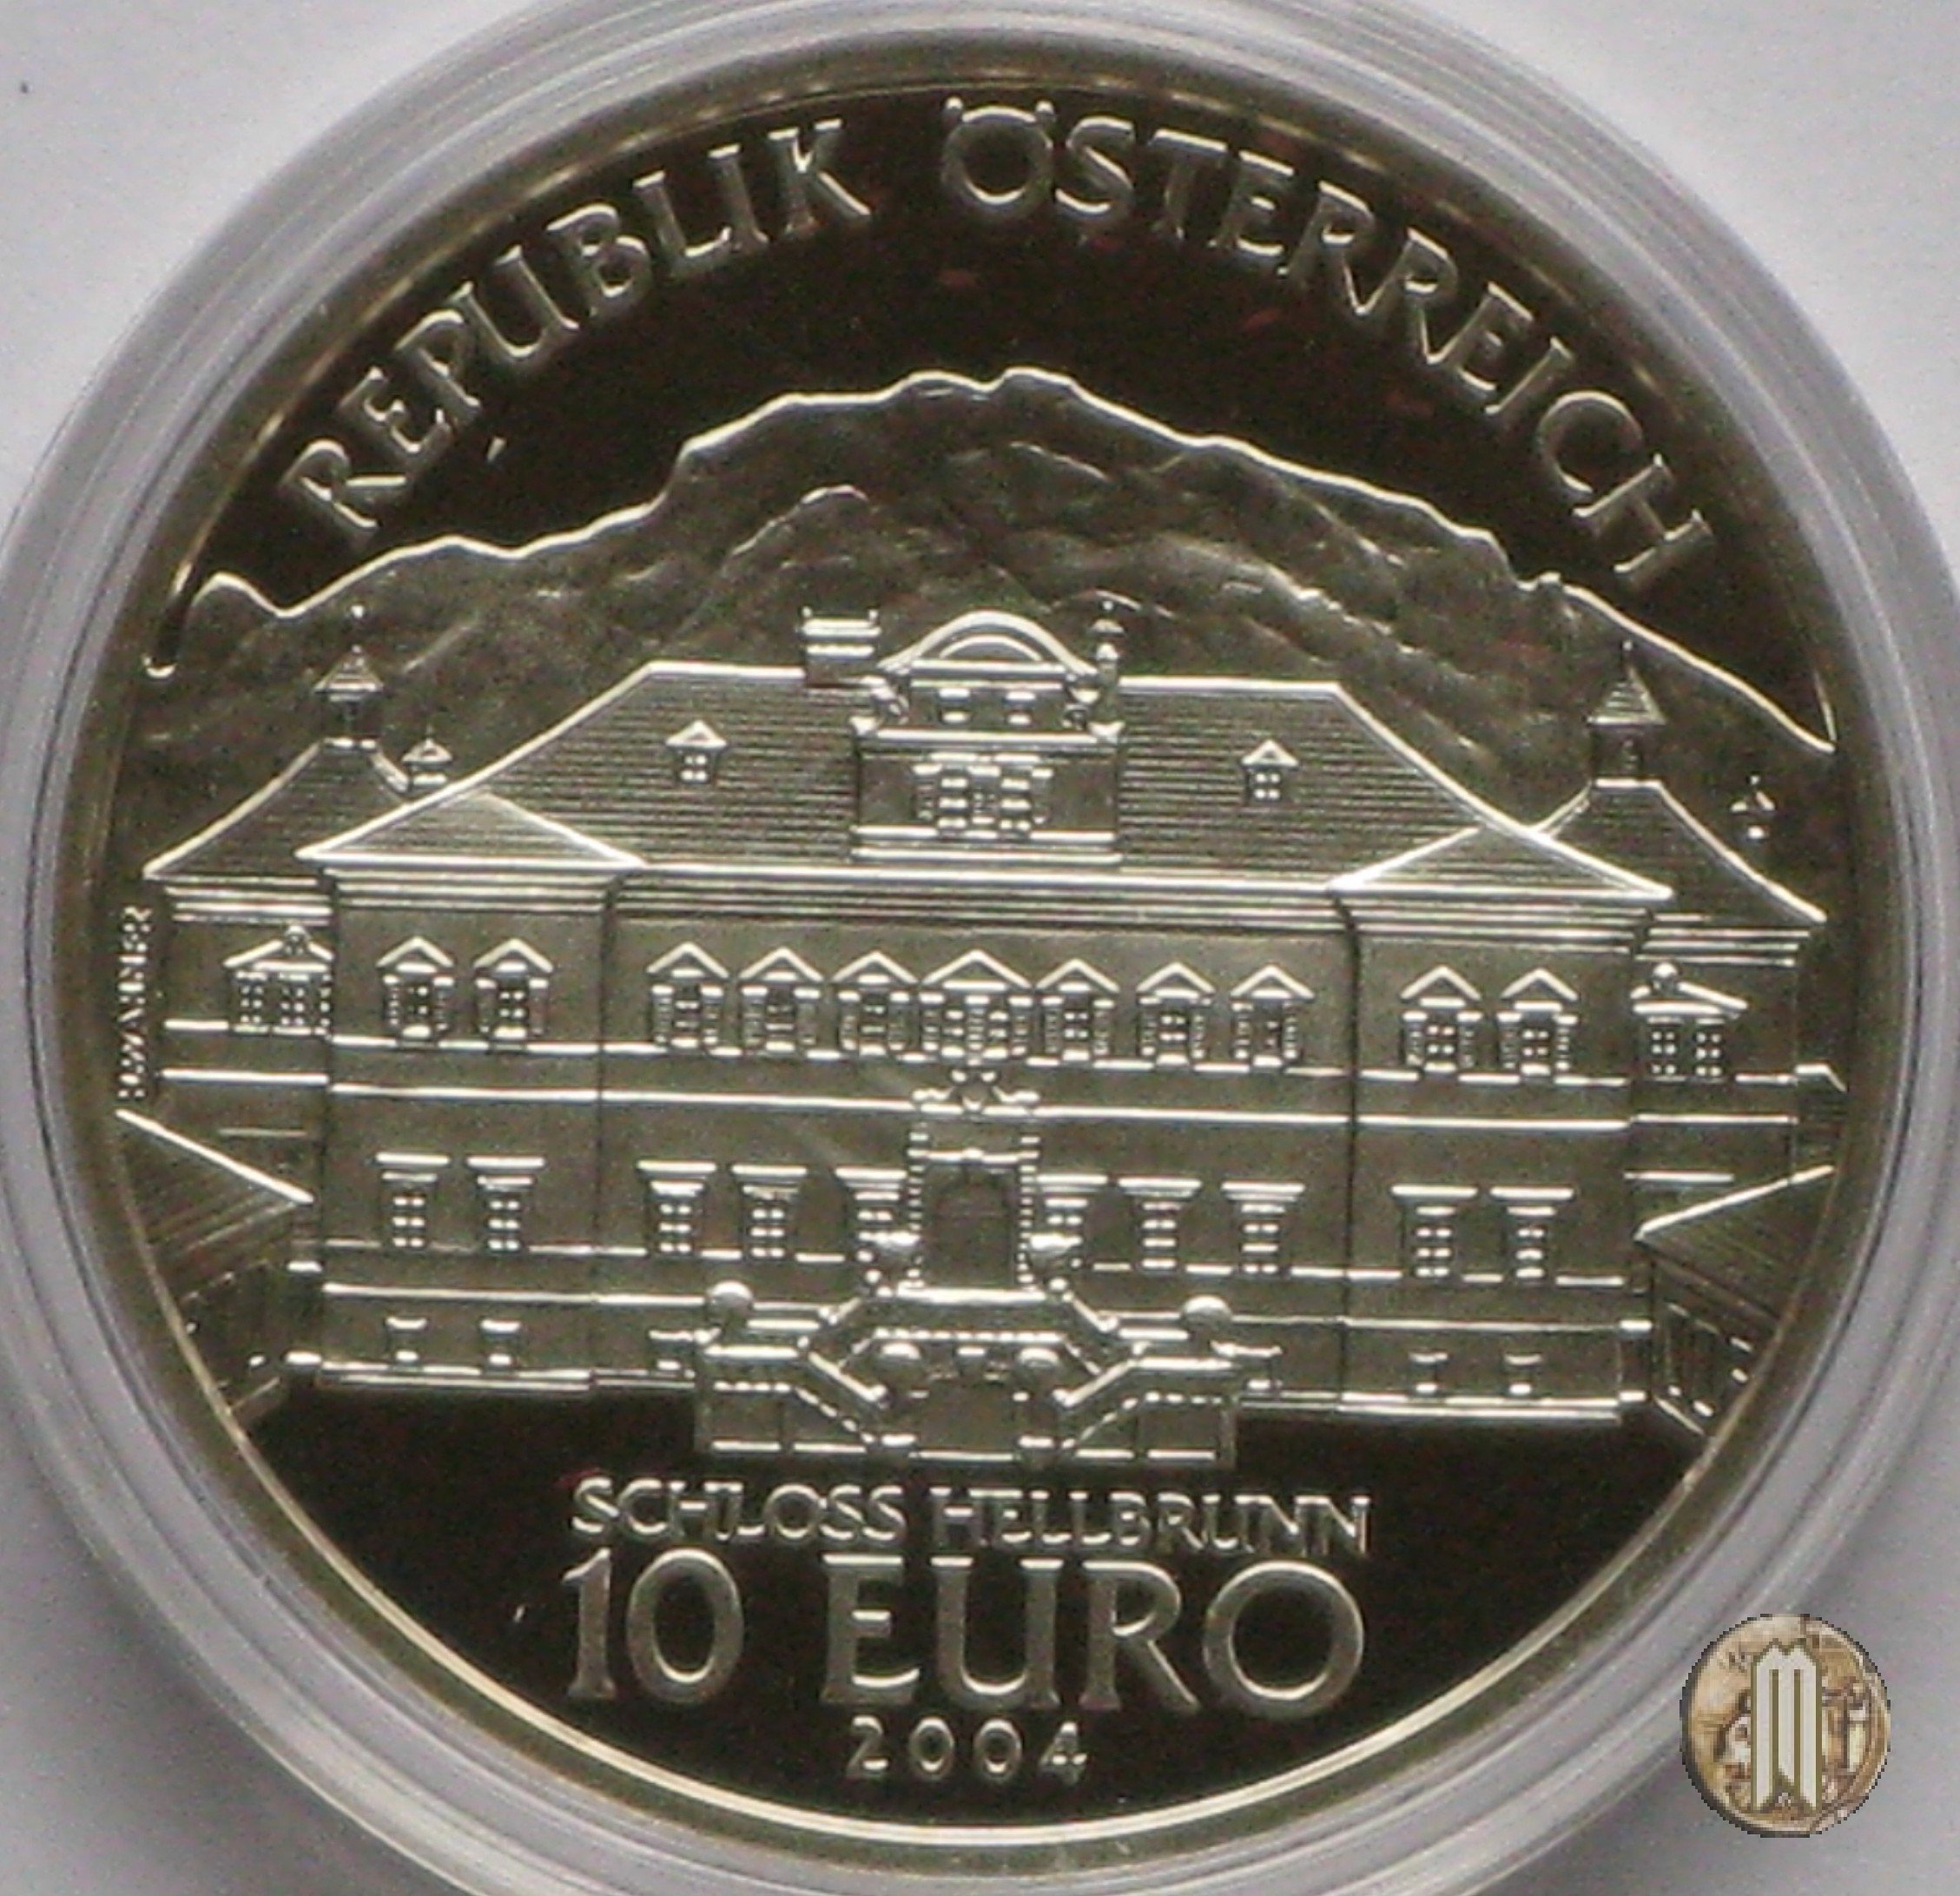 REPUBLIK ÖSTERREICH
SCHLOSS HELLBRUNN
10 EURO
2004